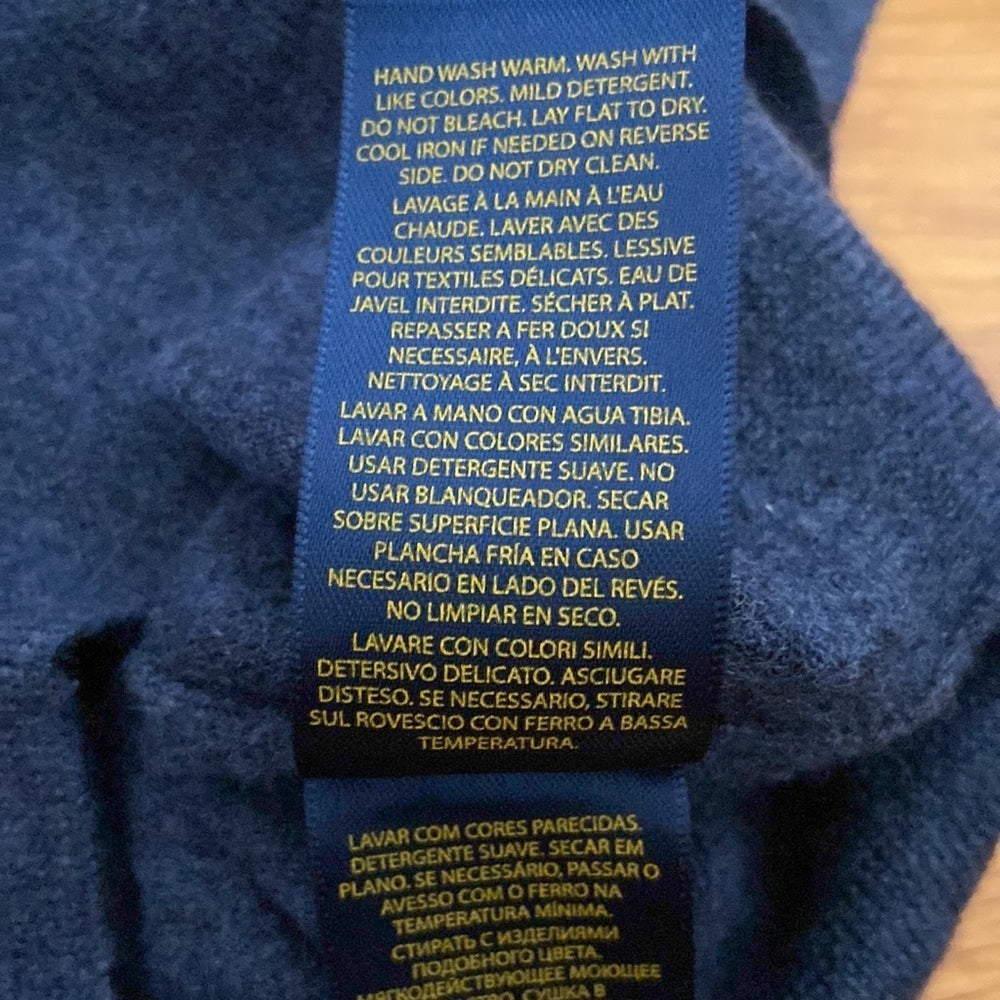 HAND WASH WARM. WASH WITH
LIKE COLORS. MILD DETERGENT.
DO NOT BLEACH. LAY FLAT TO DRY.
COOL IRON IF NEEDED ON REVERSE
SIDE. DO NOT DRY CLEAN.
LAVAGE À LA MAIN À L'EAU
CHAUDE. LAVER AVEC DES
COULEURS SEMBLABLES. LESSIVE
POUR TEXTILES DÉLICATS. EAU DE
JAVEL INTERDITE. SÉCHER À PLAT.
REPASSER A FER DOUX SI
NECESSAIRE, À L'ENVERS.
NETTOYAGE À SEC INTERDIT.
LAVAR A MANO CON AGUA TIBIA.
LAVAR CON COLORES SIMILARES.
USAR DETERGENTE SUAVE. NO
USAR BLANQUEADOR. SECAR
SOBRE SUPERFICIE PLANA. USAR
PLANCHA FRÍA EN CASO
NECESARIO EN LADO DEL REVÉS.
NO LIMPIAR EN SECO.
LAVARE CON COLORI SIMILI.
DETERSIVO DELICATO. ASCIUGARE
DISTESO. SE NECESSARIO, STIRARE
SUL ROVESCIO CON FERRO A BASSA
TEMPERATURA.
LAVAR COM CORES PARECIDAS.
DETERGENTE SUAVE. SECAR EM
PLANO. SE NECESSÁRIO, PASSAR O
AVESSO COM O FERRO NA
TEMPERATURA MÍNIMA.
СТИРАТЬ С ИЗДЕЛИЯМИ
ПОДОБНОГО ЦВЕТА.
МЯГКОДЕЙСТВУЮЩЕЕ МОЮЩЕЕ
СУШКА В